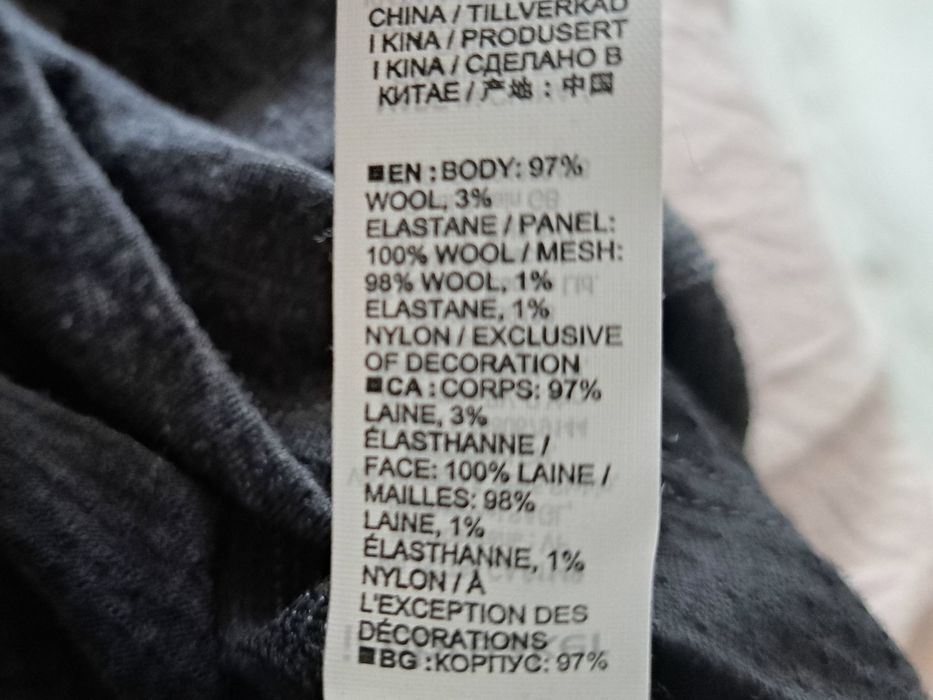 CHINA / TILLVERKAD
I KINA / PRODUSERT
I KINA / СДЕЛАНО В
КИТАЕ / 产地：中国
■EN : BODY: 97%
WOOL, 3%
ELASTANE / PANEL:
100% WOOL / MESH:
98% WOOL, 1%
ELASTANE, 1%
NYLON / EXCLUSIVE
OF DECORATION
■CA : CORPS: 97%
LAINE, 3%
ÉLASTHANNE /
FACE: 100% LAINE /
MAILLES: 98%
LAINE, 1%
ÉLASTHANNE, 1%
NYLON / À
L'EXCEPTION DES
DÉCORATIONS
■BG :КОРПУС: 97%